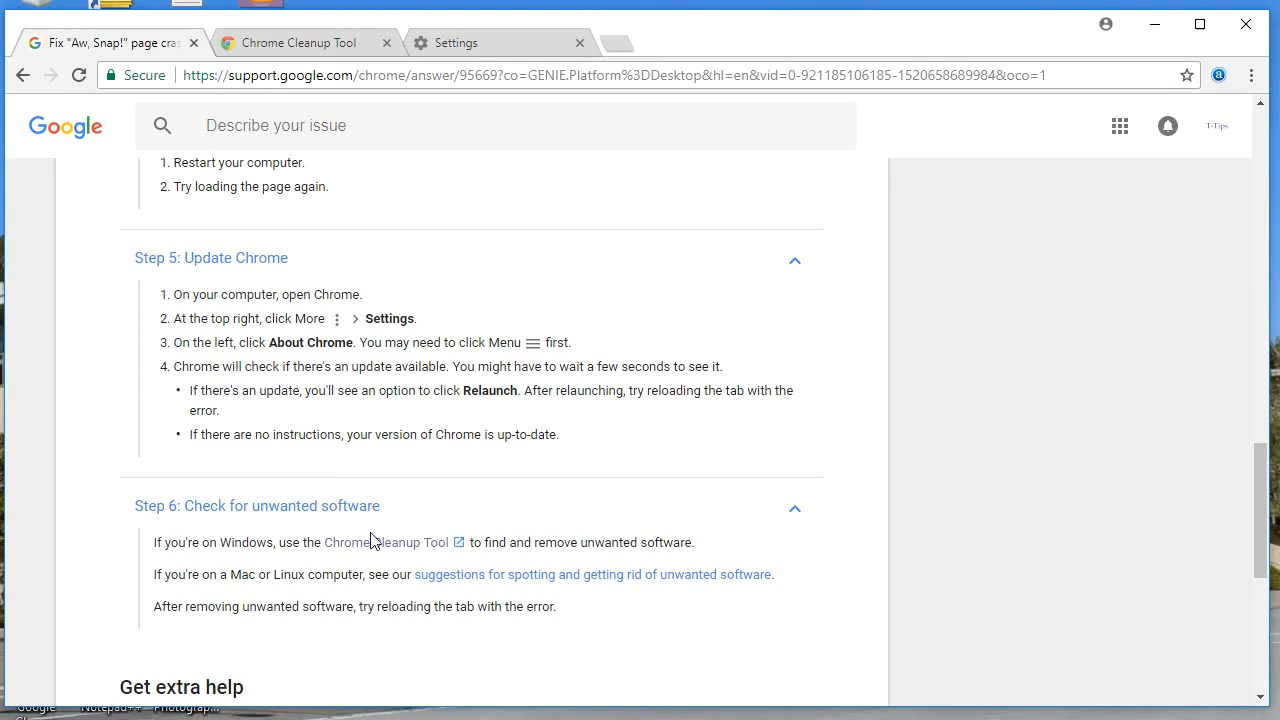 Fix "Aw, Snap!" page cra
Chrome Cleanup Tool
Settings
Secure
https://support.google.com/chrome/answer/95669?co=GENIE.Platform%3DDesktop&hl=en&vid=0-921185106185-1520658689984&oco=1
Google
Describe your issue
T-Tips
1. Restart your computer.
2. Try loading the page again.
Step 5: Update Chrome
1. On your computer, open Chrome.
2. At the top right, click More > Settings.
3. On the left, click About Chrome. You may need to click Menu first.
4. Chrome will check if there's an update available. You might have to wait a few seconds to see it.
• If there's an update, you'll see an option to click Relaunch. After relaunching, try reloading the tab with the
error.
• If there are no instructions, your version of Chrome is up-to-date.
Step 6: Check for unwanted software
If you're on Windows, use the Chrome Cleanup Tool to find and remove unwanted software.
If you're on a Mac or Linux computer, see our suggestions for spotting and getting rid of unwanted software.
After removing unwanted software, try reloading the tab with the error.
Get extra help
Google Notepad++ Photograp...